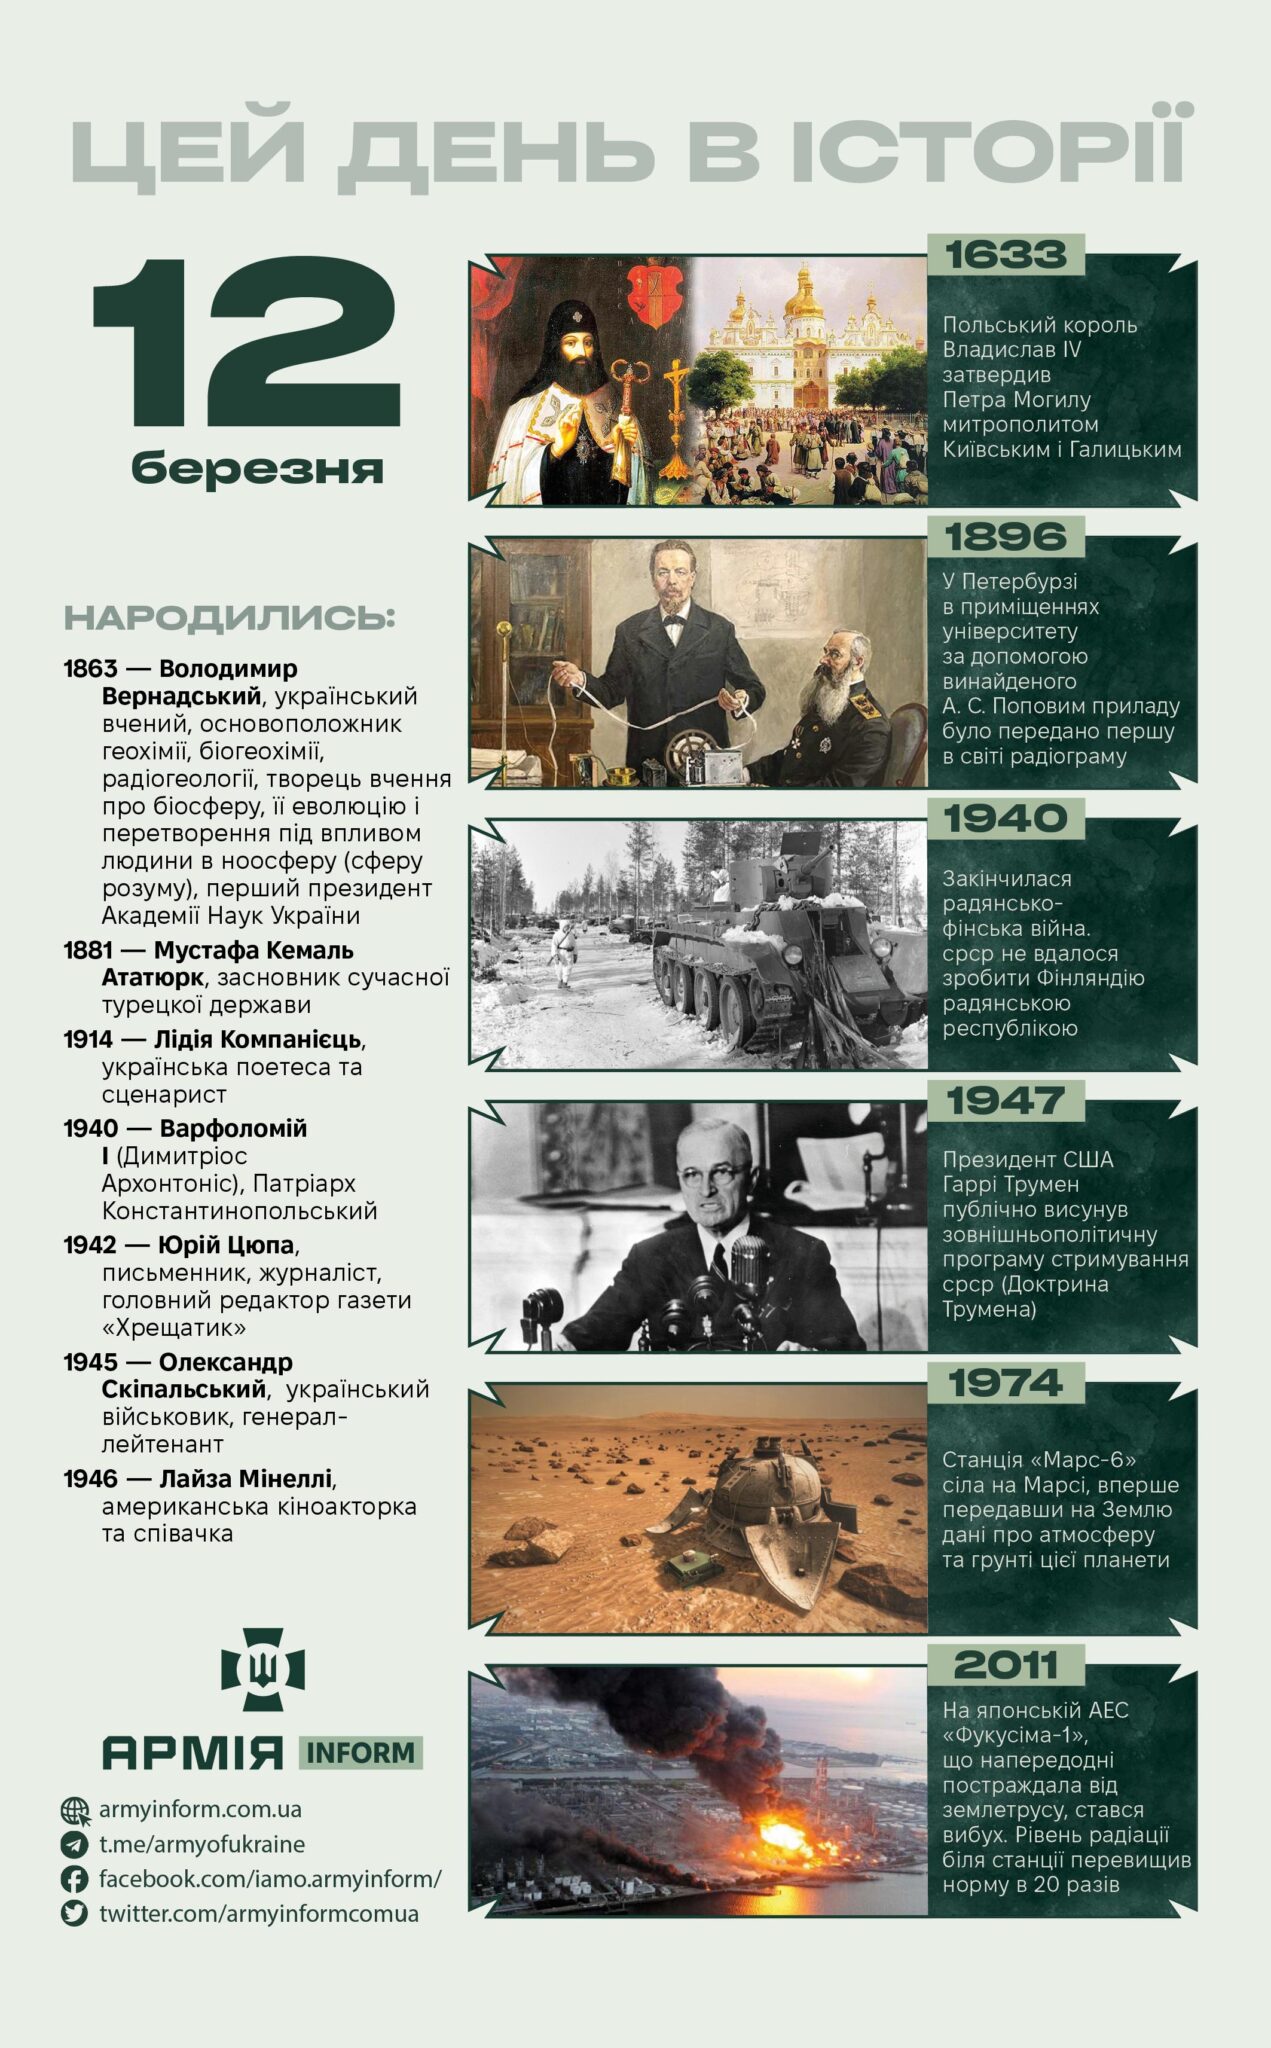 ЦЕЙ ДЕНЬ В ІСТОРІЇ
12
березня
НАРОДИЛИСЬ:
1863 — Володимир
Вернадський, український
вчений, основоположник
геохімії, біогеохімії,
радіогеології, творець вчення
про біосферу, її еволюцію і
перетворення під впливом
людини в ноосферу (сферу
розуму), перший президент
Академії Наук України
1881 — Мустафа Кемаль
Ататюрк, засновник сучасної
турецкої держави
1914 — Лідія Компанієць,
українська поетеса та
сценарист
1940 — Варфоломій
I (Димитріос
Архонтоніс), Патріарх
Константинопольський
1942 — Юрій Цюпа,
письменник, журналіст,
головний редактор газети
«Хрещатик»
1945 — Олександр
Скіпальський, український
військовик, генерал-
лейтенант
1946 — Лайза Мінеллі,
американська кіноакторка
та співачка
АРМІЯ INFORM
armyinform.com.ua
t.me/armyofukraine
facebook.com/iamo.armyinform/
twitter.com/armyinformcomua
1633
Польський король
Владислав IV
затвердив
Петра Могилу
митрополитом
Київським і Галицьким
1896
У Петербурзі
в приміщеннях
університету
за допомогою
винайденого
А. С. Поповим приладу
було передано першу
в світі радіограму
1940
Закінчилася
радянсько-
фінська війна.
срср не вдалося
зробити Фінляндію
радянською
республікою
1947
Президент США
Гаррі Трумен
публічно висунув
зовнішньополітичну
програму стримування
срср (Доктрина
Трумена)
1974
Станція «Марс-6»
сіла на Марсі, вперше
передавши на Землю
дані про атмосферу
та грунті цієї планети
2011
На японській АЕС
«Фукусіма-1»,
що напередодні
постраждала від
землетрусу, стався
вибух. Рівень радіації
біля станції перевищив
норму в 20 разів